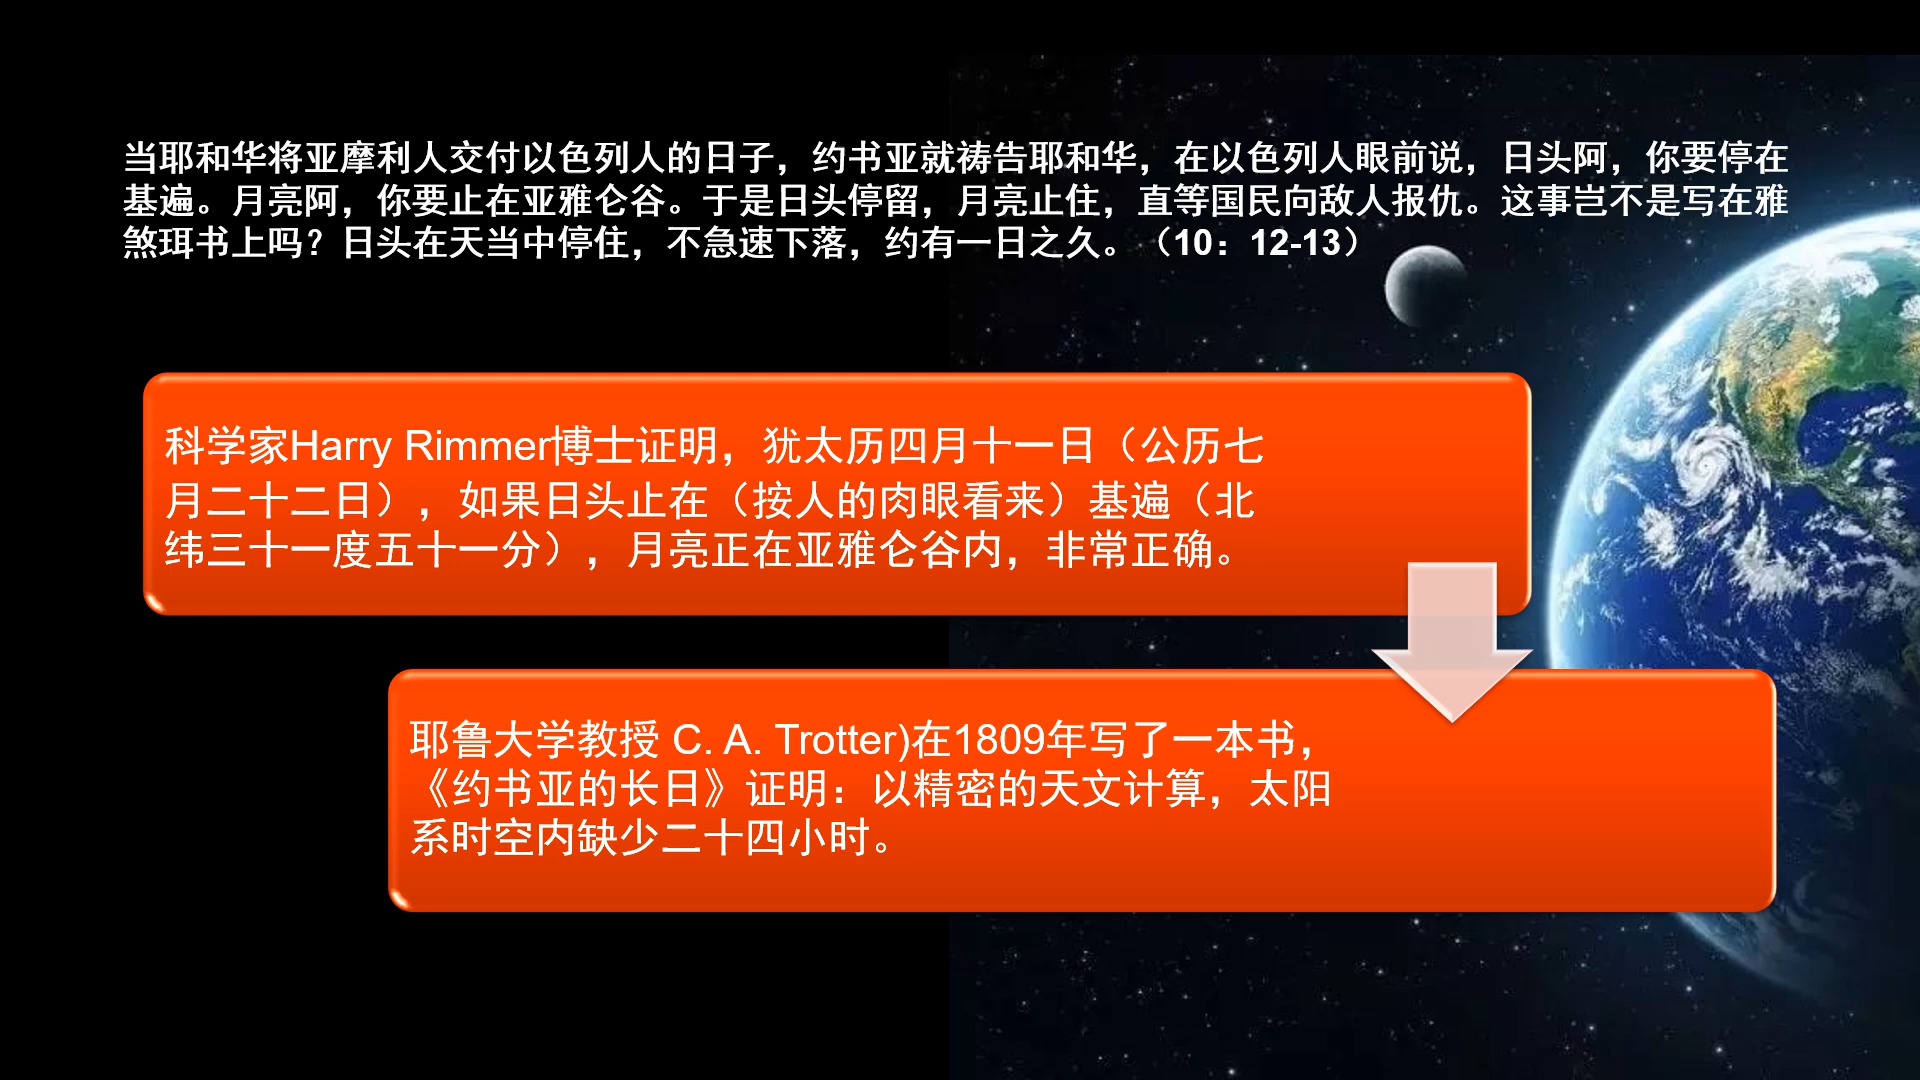 当耶和华将亚摩利人交付以色列人的日子，约书亚就祷告耶和华，在以色列人眼前说，日头阿，你要停在
基遍。月亮阿，你要止在亚雅仑谷。于是日头停留，月亮止住，直等国民向敌人报仇。这事岂不是写在雅
煞珥书上吗？日头在天当中停住，不急速下落，约有一日之久。（10：12-13）
科学家Harry Rimmer博士证明，犹太历四月十一日（公历七
月二十二日），如果日头止在（按人的肉眼看来）基遍（北
纬三十一度五十一分），月亮正在亚雅仑谷内，非常正确。
耶鲁大学教授 C. A. Trotter)在1809年写了一本书，
《约书亚的长日》证明：以精密的天文计算，太阳
系时空内缺少二十四小时。